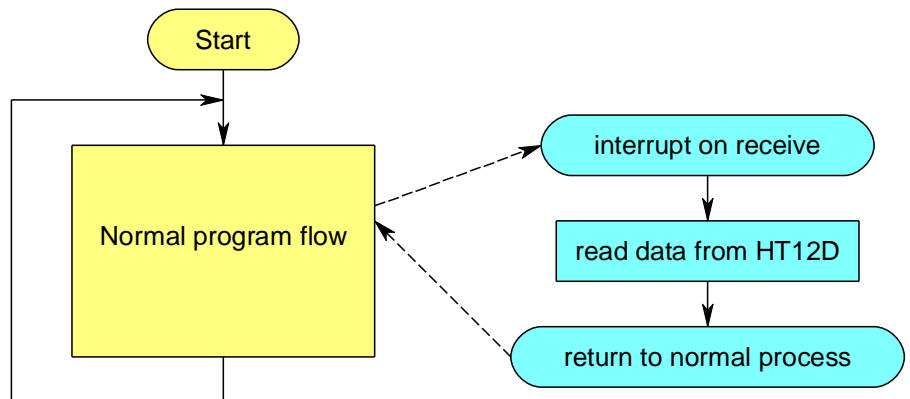 Start
Normal program flow
interrupt on receive
read data from HT12D
return to normal process